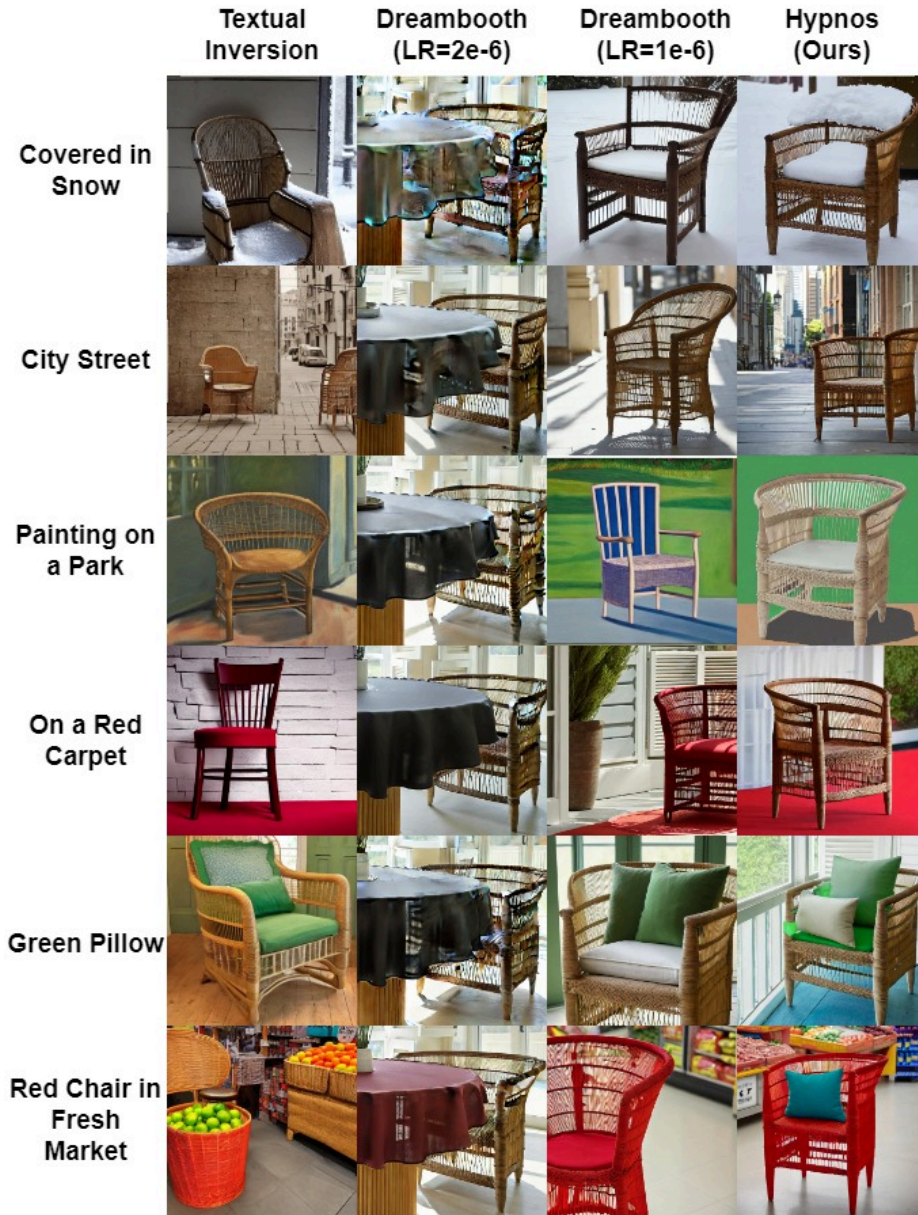 Textual
Inversion
Dreambooth
(LR=2e-6)
Dreambooth
(LR=1e-6)
Hypnos
(Ours)
Covered in
Snow
City Street
Painting on
a Park
On a Red
Carpet
Green Pillow
Red Chair in
Fresh
Market